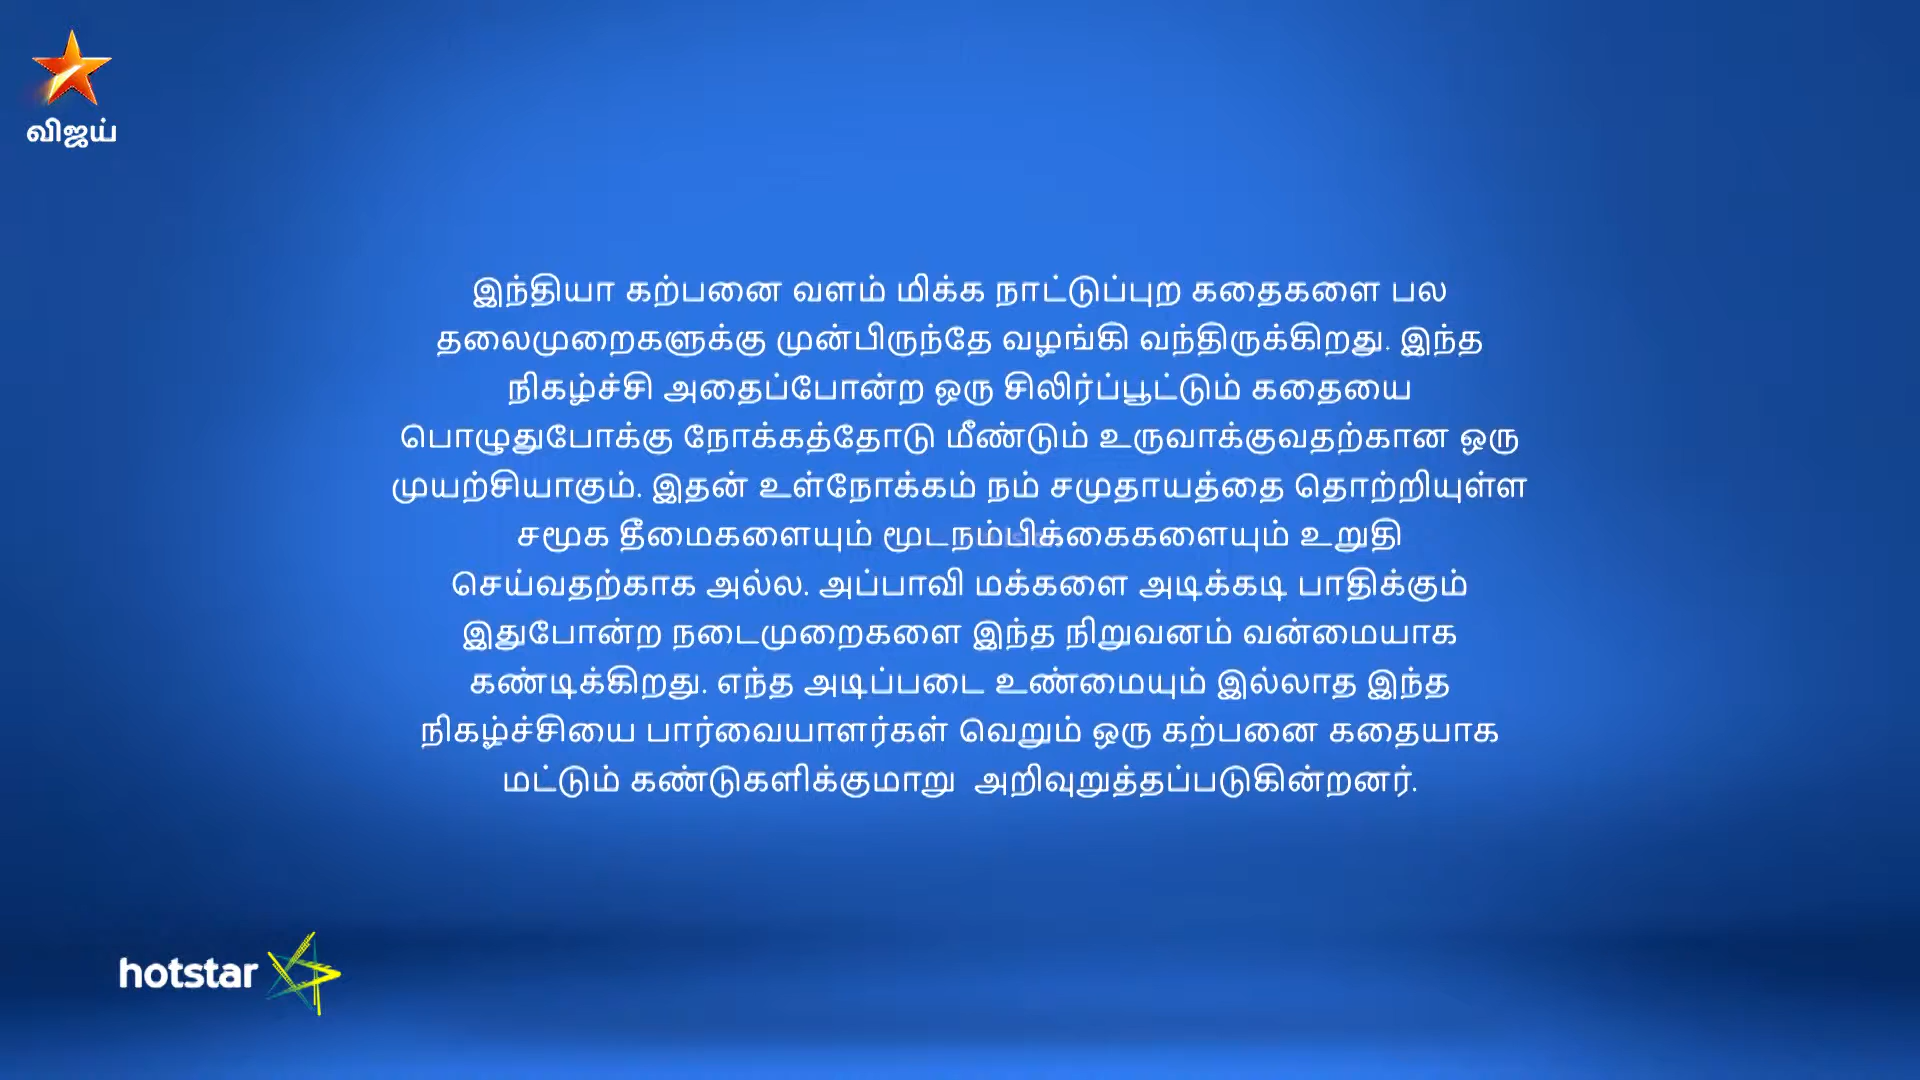 விஜய்
இந்தியா கற்பனை வளம் மிக்க நாட்டுப்புற கதைகளை பல
தலைமுறைகளுக்கு முன்பிருந்தே வழங்கி வந்திருக்கிறது. இந்த
நிகழ்ச்சி அதைப்போன்ற ஒரு சிலிர்ப்பூட்டும் கதையை
பொழுதுபோக்கு நோக்கத்தோடு மீண்டும் உருவாக்குவதற்கான ஒரு
முயற்சியாகும். இதன் உள்நோக்கம் நம் சமுதாயத்தை தொற்றியுள்ள
சமூக தீமைகளையும் மூடநம்பிக்கைகளையும் உறுதி
செய்வதற்காக அல்ல. அப்பாவி மக்களை அடிக்கடி பாதிக்கும்
இதுபோன்ற நடைமுறைகளை இந்த நிறுவனம் வன்மையாக
கண்டிக்கிறது. எந்த அடிப்படை உண்மையும் இல்லாத இந்த
நிகழ்ச்சியை பார்வையாளர்கள் வெறும் ஒரு கற்பனை கதையாக
மட்டும் கண்டுகளிக்குமாறு அறிவுறுத்தப்படுகின்றனர்.
hotstar